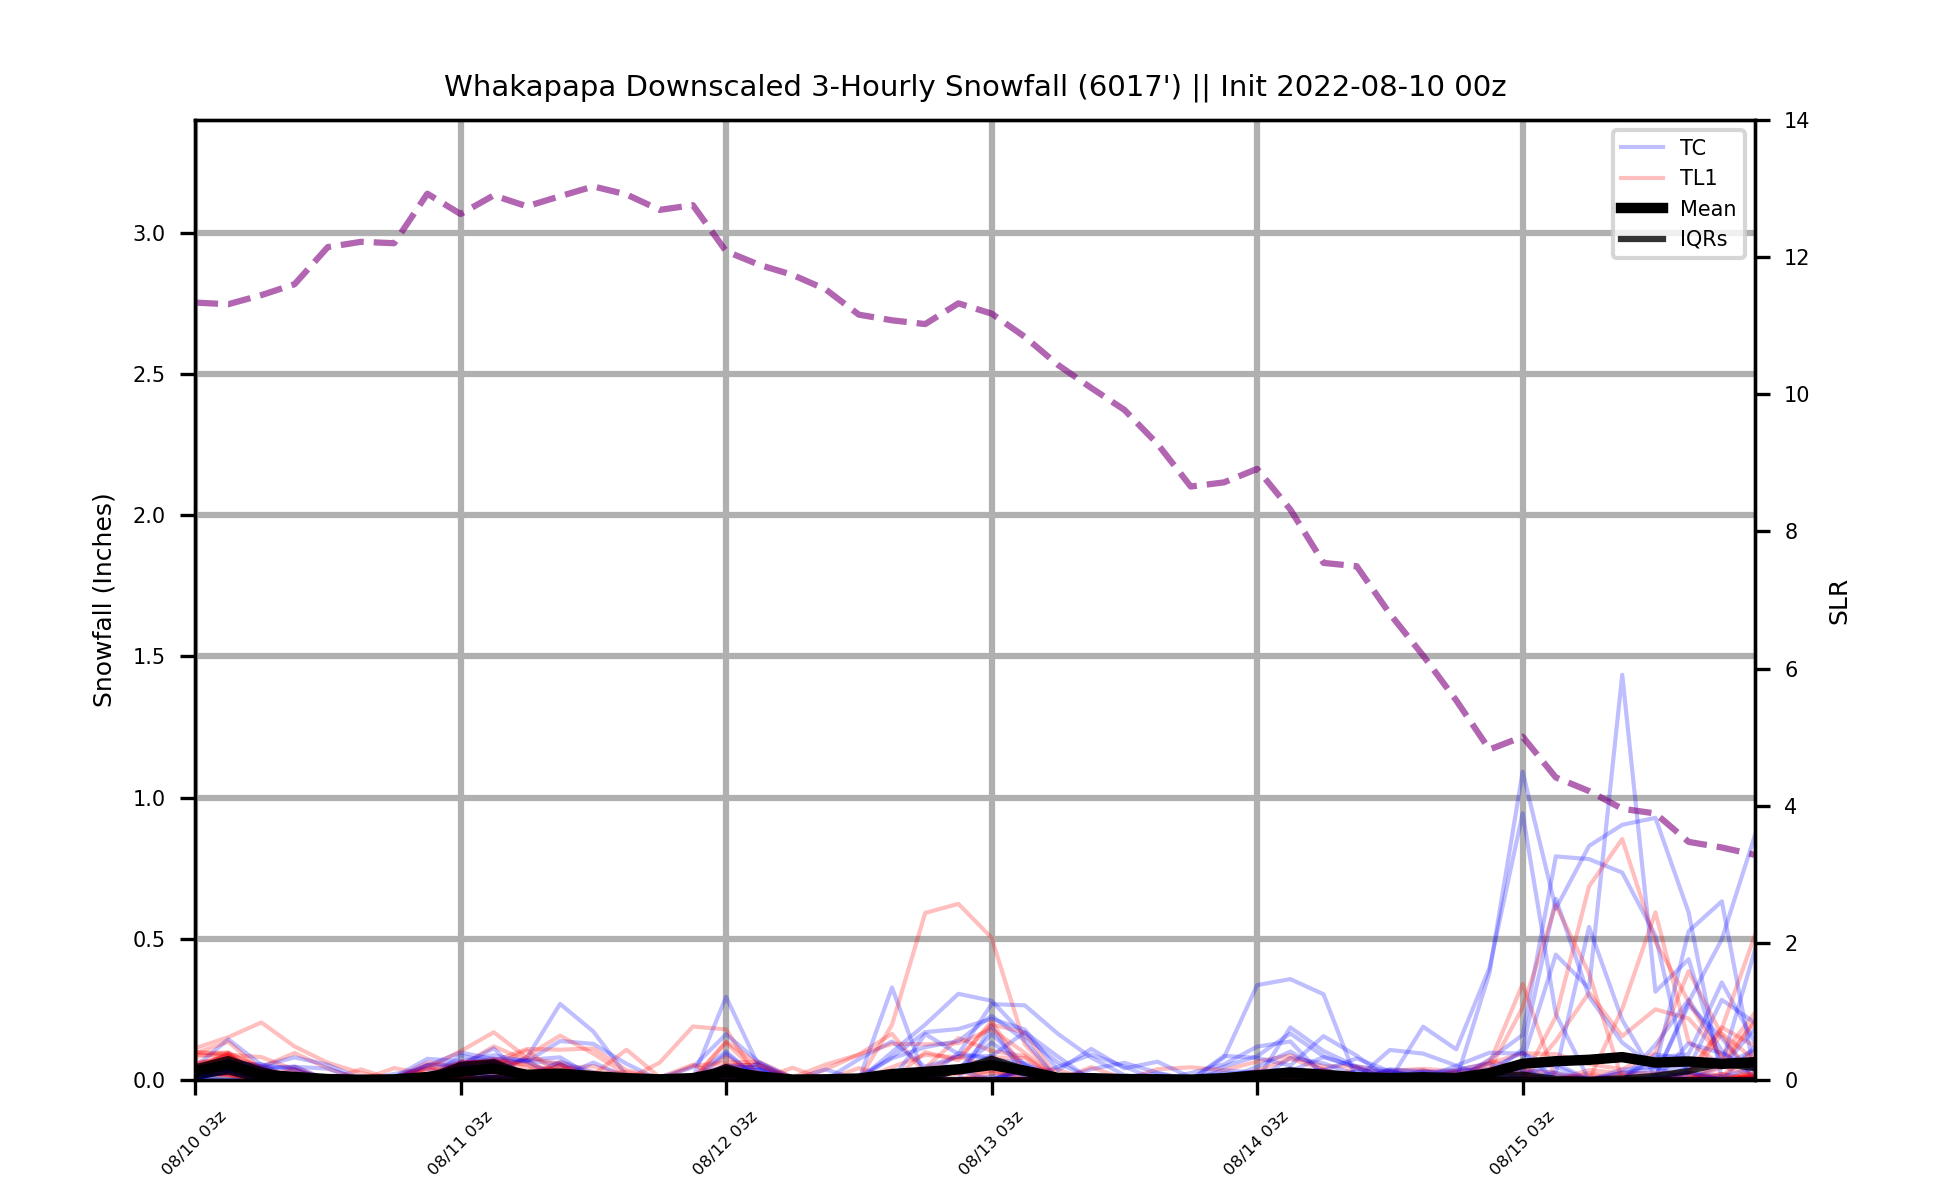 Whakapapa Downscaled 3-Hourly Snowfall (6017') || Init 2022-08-10 00z
TC
TL1
Mean
IQRs
Snowfall (Inches)
3.0
2.5
2.0
1.5
1.0
0.5
0.0
14
12
10
8
6
4
2
0
SLR
08/10 03z
08/11 03z
08/12 03z
08/13 03z
08/14 03z
08/15 03z